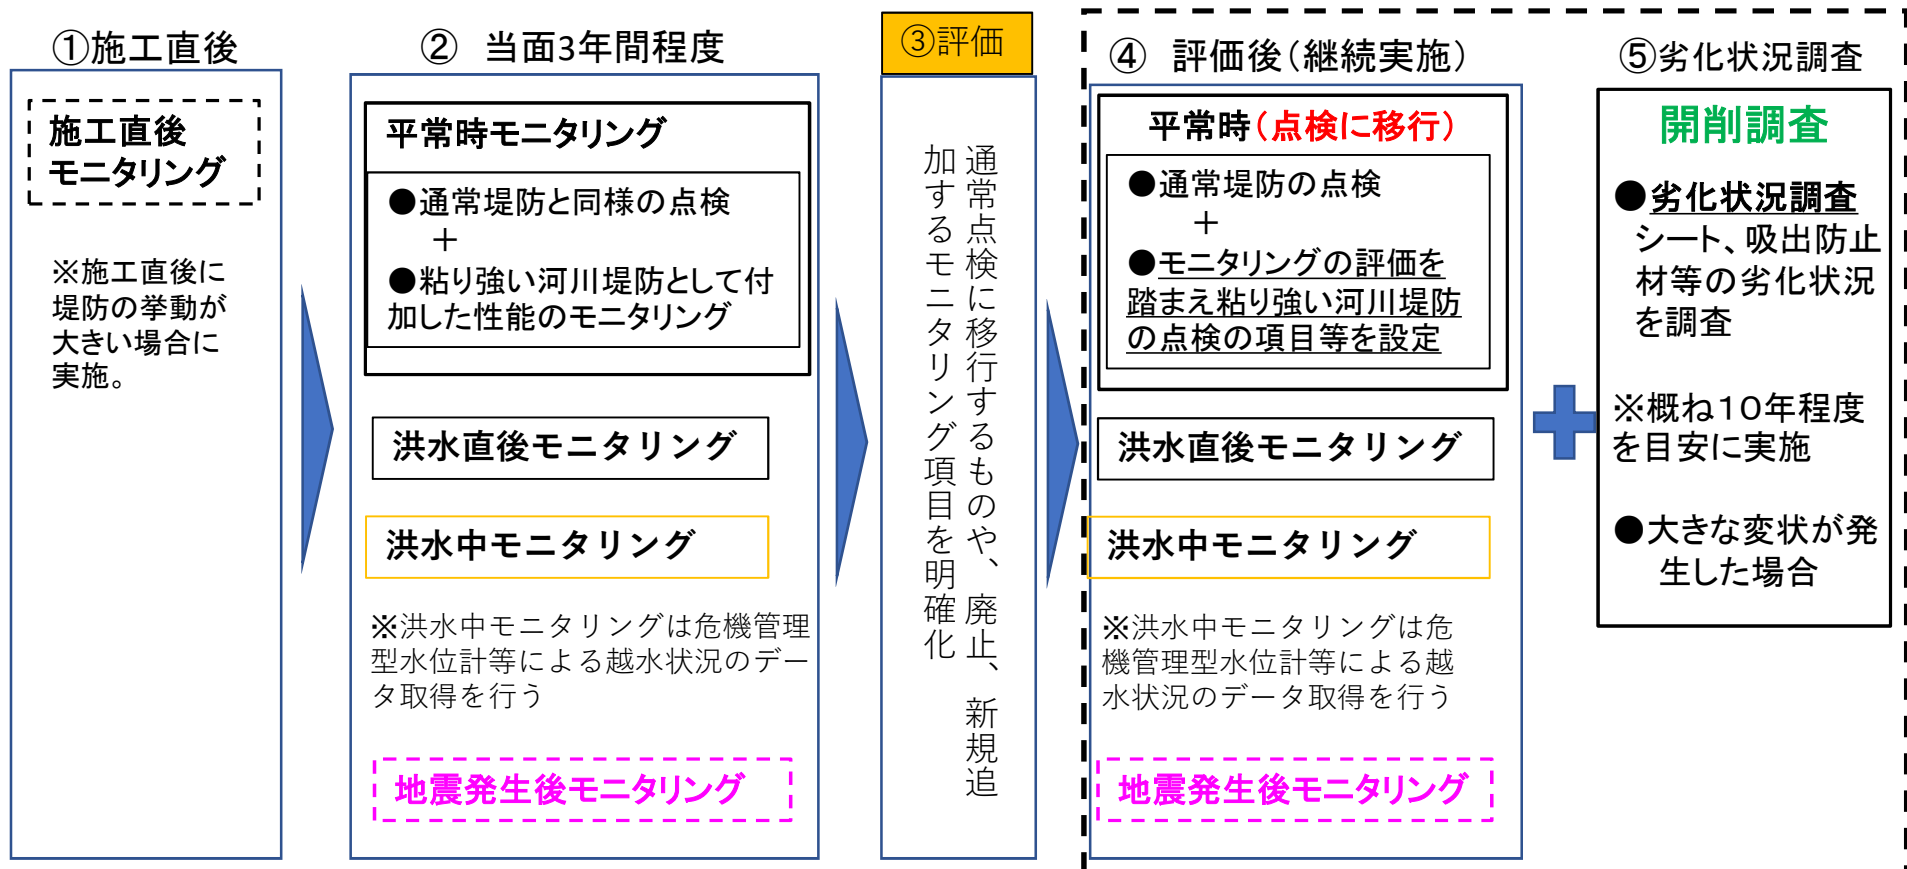 ①施工直後
施工直後
モニタリング
※施工直後に
堤防の挙動が
大きい場合に
実施。
② 当面3年間程度
平常時モニタリング
●通常堤防と同様の点検
＋
●粘り強い河川堤防として付
加した性能のモニタリング
洪水直後モニタリング
洪水中モニタリング
※洪水中モニタリングは危機管理
型水位計等による越水状況のデー
タ取得を行う
地震発生後モニタリング
③評価
通常点検に移行するものや、廃止、新規追
加するモニタリング項目を明確化
④ 評価後（継続実施）
平常時（点検に移行）
●通常堤防の点検
＋
●モニタリングの評価を
踏まえ粘り強い河川堤防
の点検の項目等を設定
洪水直後モニタリング
洪水中モニタリング
※洪水中モニタリングは危
機管理型水位計等による越
水状況のデータ取得を行う
地震発生後モニタリング
⑤劣化状況調査
開削調査
●劣化状況調査
シート、吸出防止
材等の劣化状況
を調査
※概ね１０年程度
を目安に実施
●大きな変状が発
生した場合